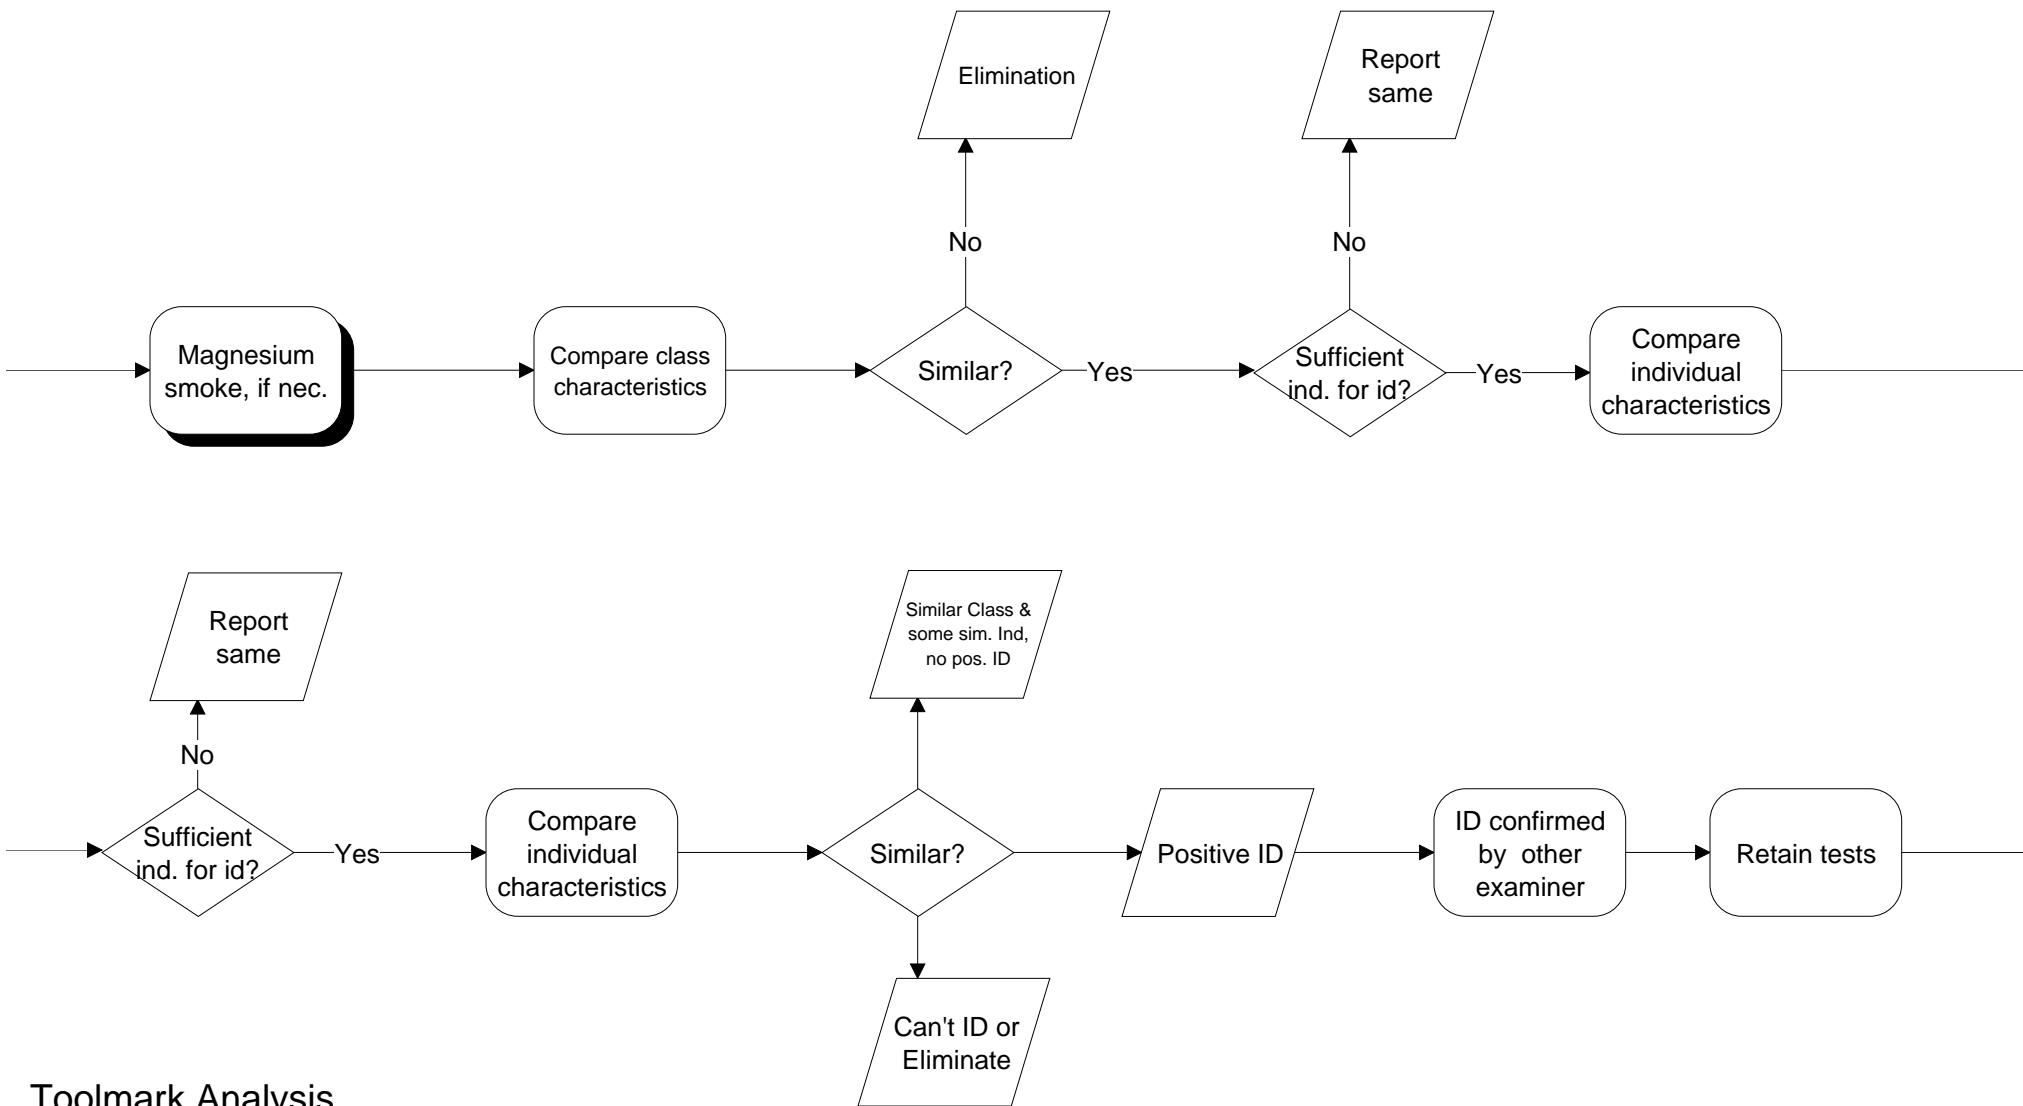 Elimination
Report
same
No
No
Magnesium
smoke, if nec.
Compare class
characteristics
Similar?
Yes
Sufficient
ind. for id?
Yes
Compare
individual
characteristics
Report
same
Similar Class &
some sim. Ind,
no pos. ID
No
Sufficient
ind. for id?
Yes
Compare
individual
characteristics
Similar?
Positive ID
ID confirmed
by other
examiner
Retain tests
Can't ID or
Eliminate
Toolmark Analysis